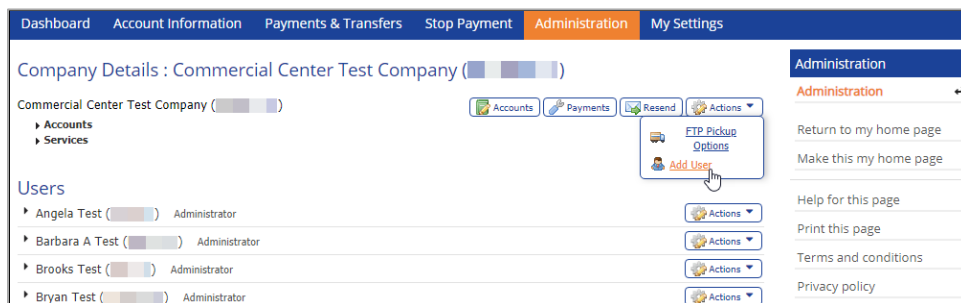 Dashboard Account Information Payments & Transfers Stop Payment Administration My Settings
Company Details : Commercial Center Test Company ( )
Commercial Center Test Company ( )
Accounts
Services
Accounts Payments Resend Actions
FTP Pickup
Options
Add User
Users
Angela Test ( ) Administrator Actions
Barbara A Test ( ) Administrator Actions
Brooks Test ( ) Administrator Actions
Bryan Test ( ) Administrator Actions
Administration
Administration
Return to my home page
Make this my home page
Help for this page
Print this page
Terms and conditions
Privacy policy